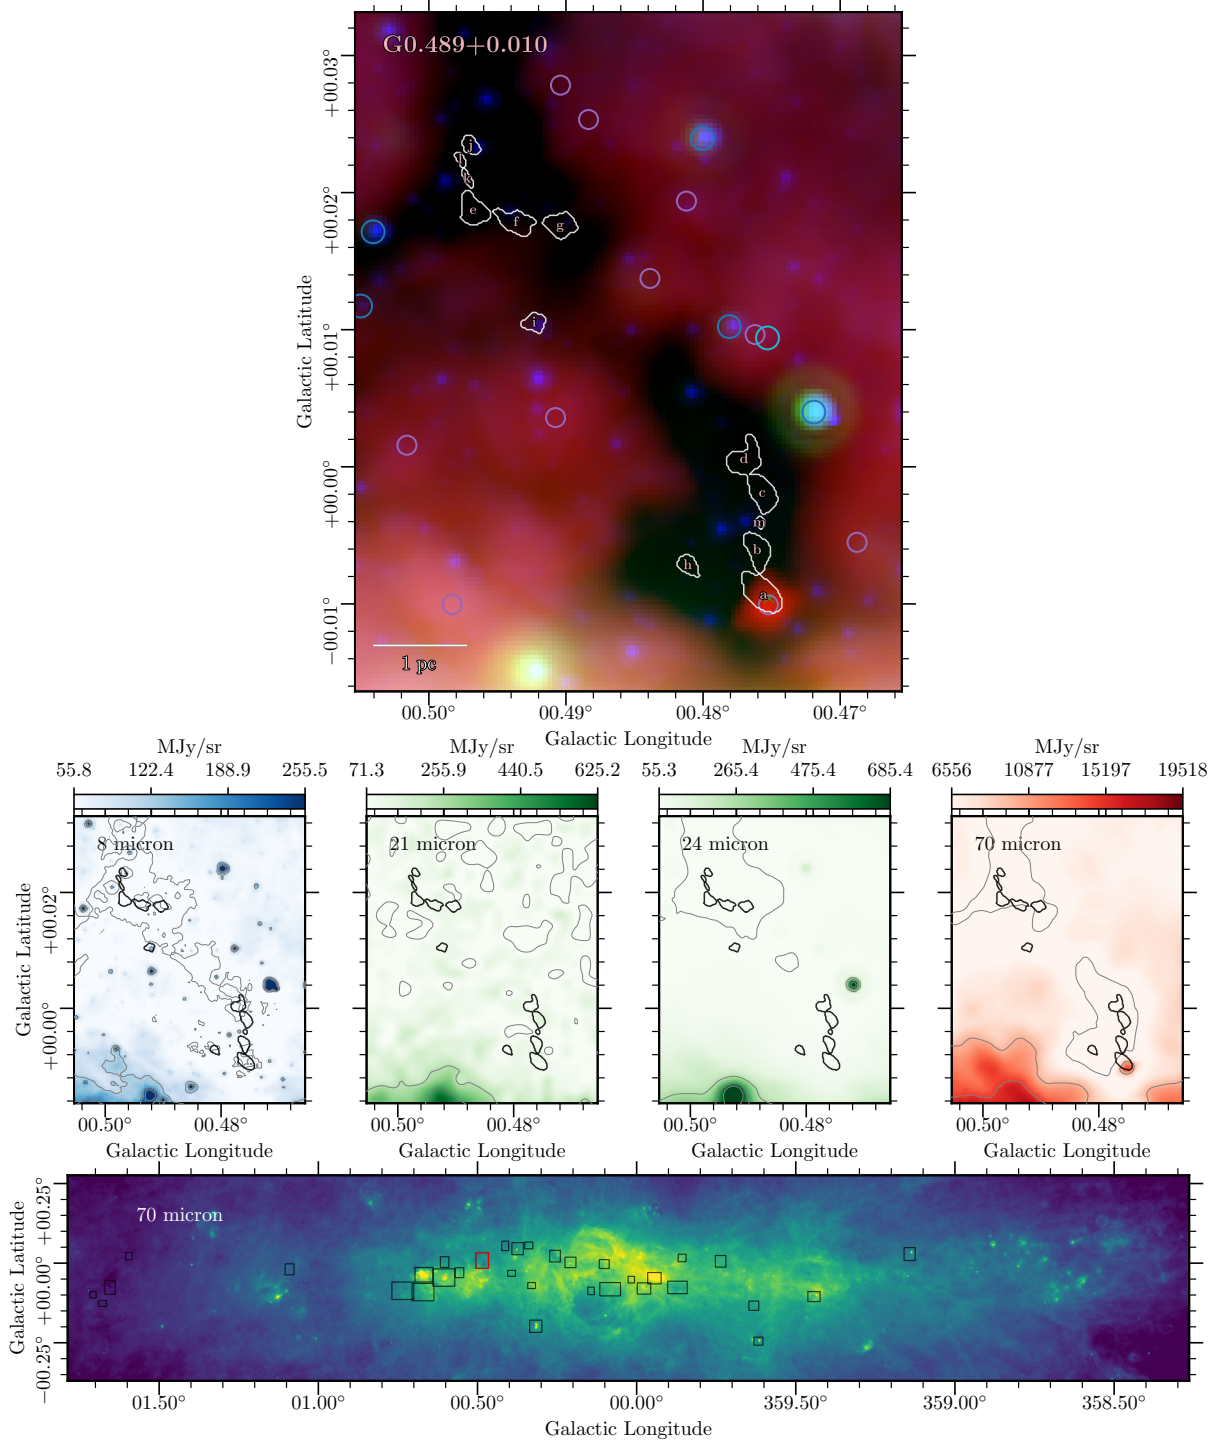 G0.489+0.010
+00.03°
j
l
k
+00.02°
e
f
g
Galactic Latitude
+00.01°
i
d
+00.00°
c
m
b
h
a
−00.01°
1 pc
00.50°
00.49°
00.48°
00.47°
Galactic Longitude
MJy/sr
MJy/sr
MJy/sr
MJy/sr
55.8
122.4
188.9
255.5
71.3
255.9
440.5
625.2
55.3
265.4
475.4
685.4
6556
10877
15197
19518
8 micron
21 micron
24 micron
70 micron
+00.02°
Galactic Latitude
+00.00°
00.50°
00.48°
00.50°
00.48°
00.50°
00.48°
00.50°
00.48°
Galactic Longitude
Galactic Longitude
Galactic Longitude
Galactic Longitude
+00.25°
70 micron
Galactic Latitude
+00.00°
−00.25°
01.50°
01.00°
00.50°
00.00°
359.50°
359.00°
358.50°
Galactic Longitude